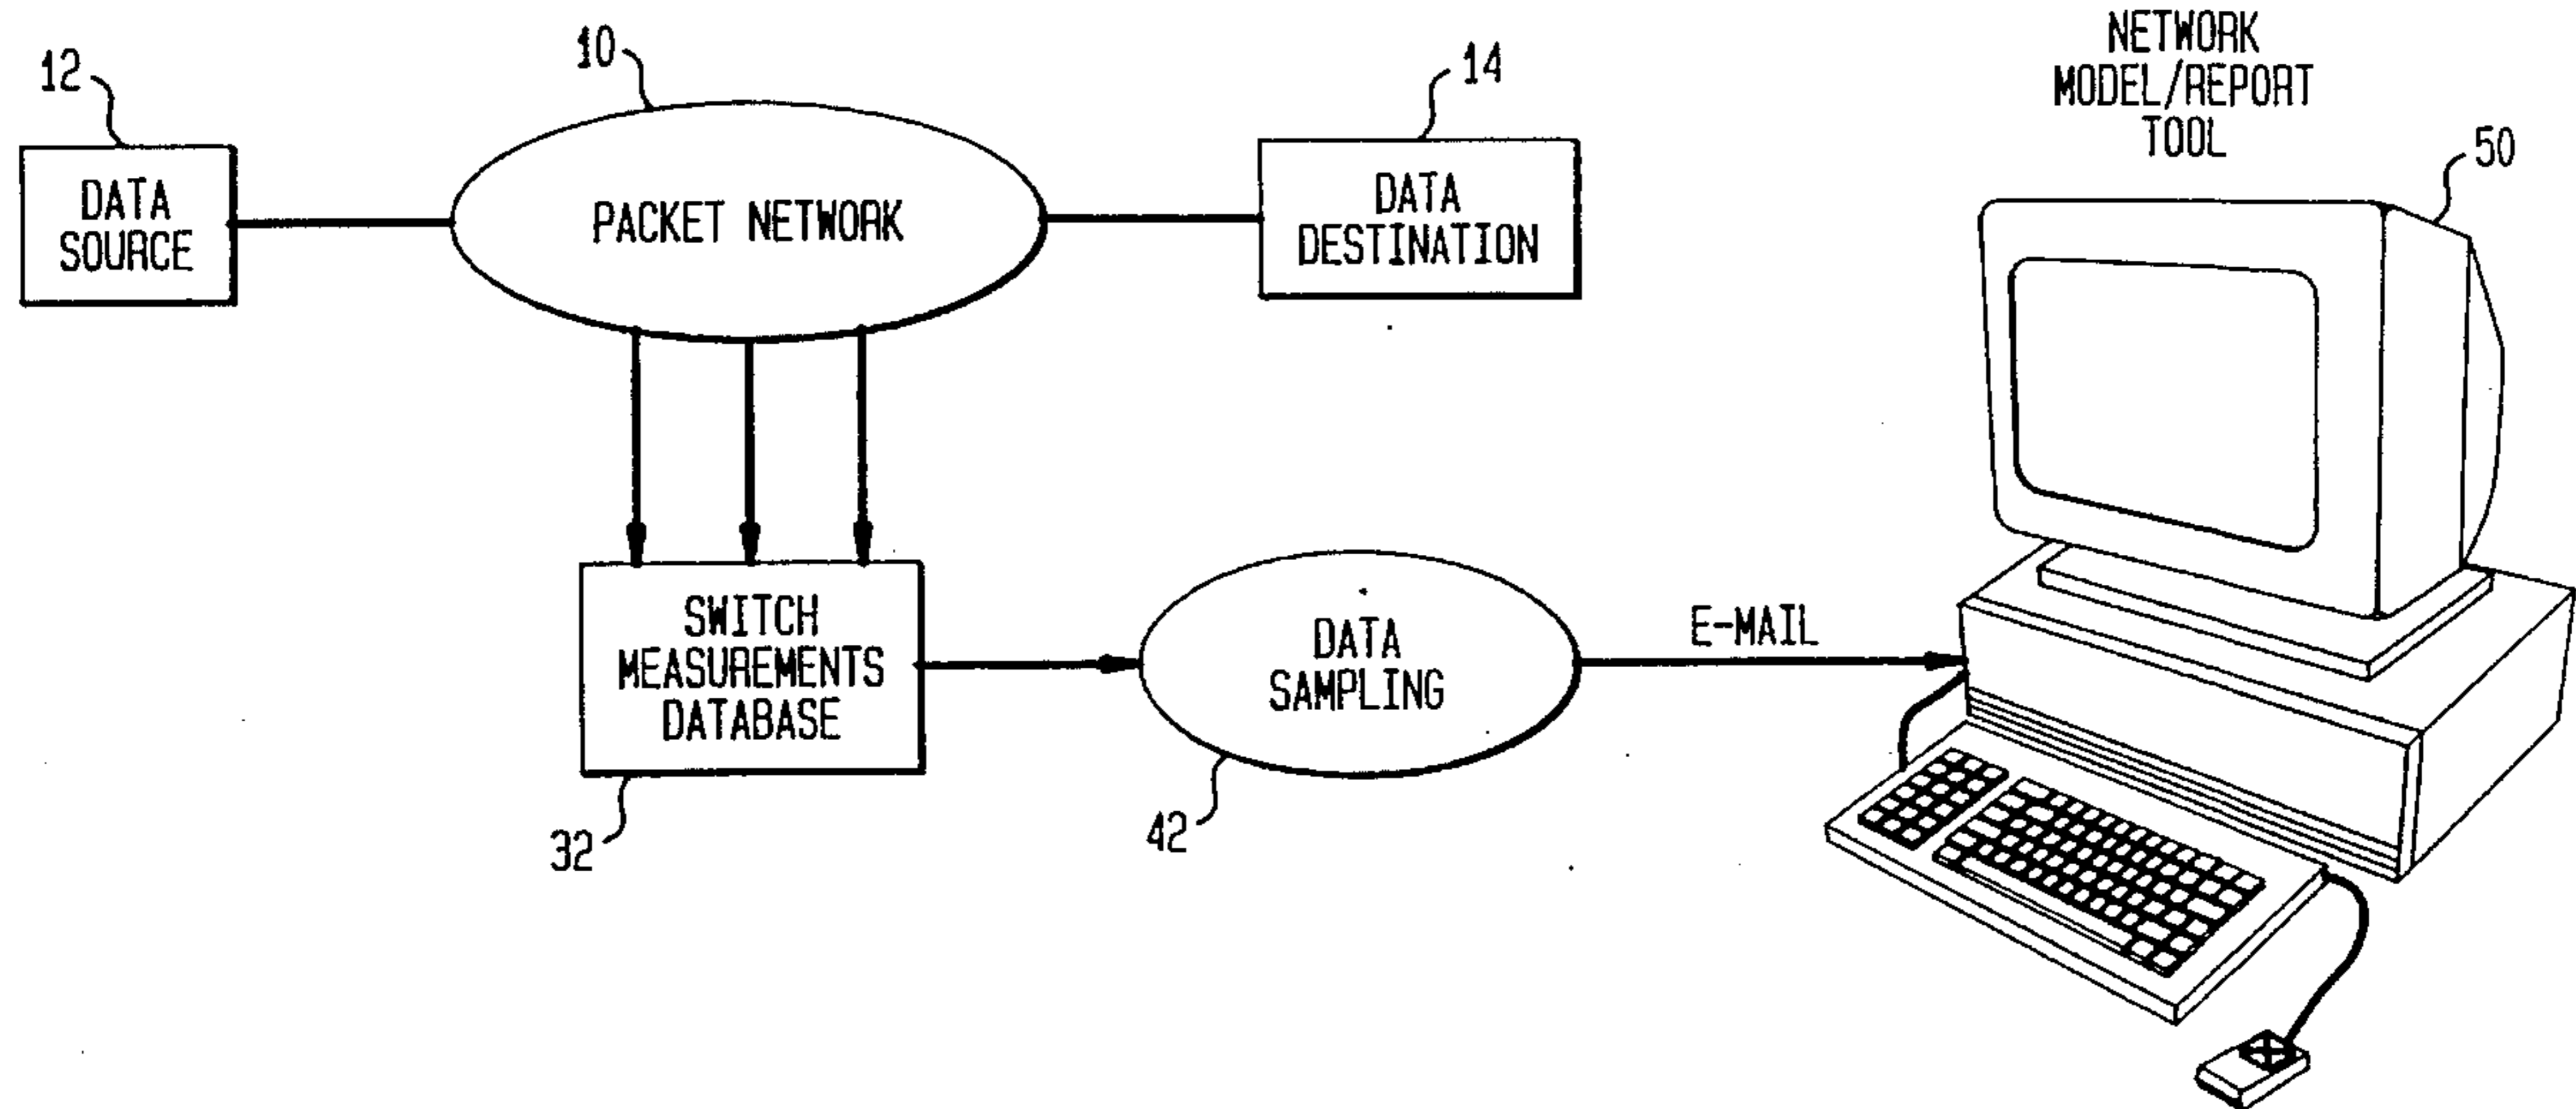 12
10
14
DATA
SOURCE
PACKET NETWORK
DATA
DESTINATION
NETWORK
MODEL/REPORT
TOOL
50
SWITCH
MEASUREMENTS
DATABASE
32
DATA
SAMPLING
42
E-MAIL